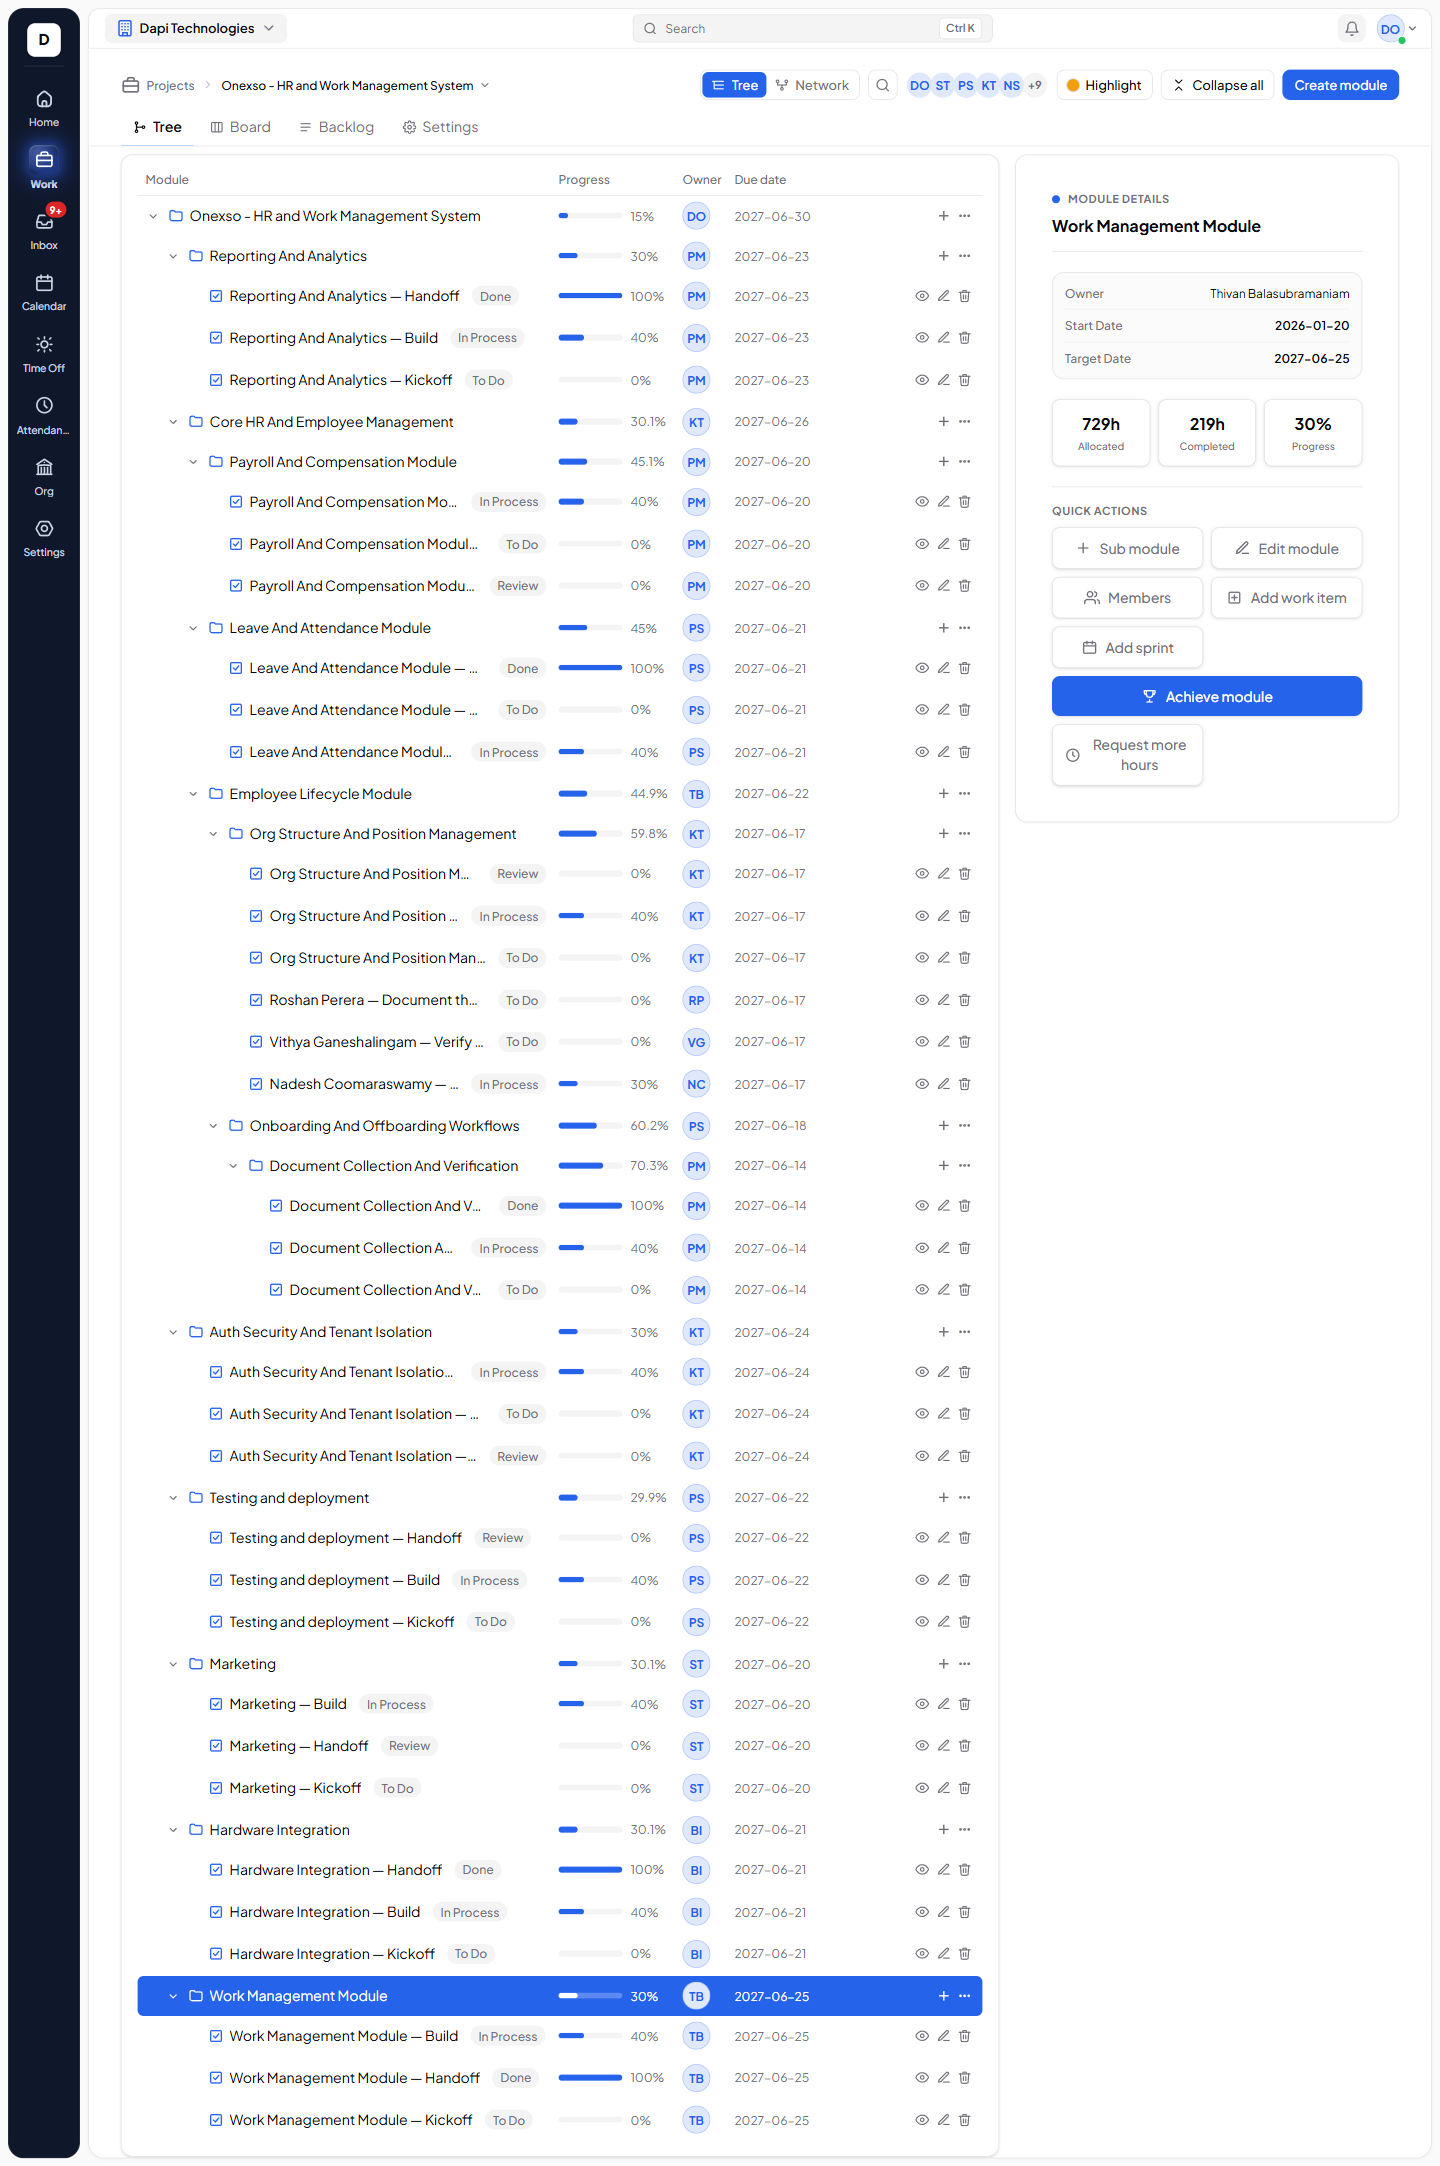 D
Dapi Technologies
Search
Ctrl K
DO
Home
Work
9+
Inbox
Calendar
Time Off
Attendan...
Org
Settings
Projects
Onexso - HR and Work Management System
Tree
Network
DO ST PS KT NS +9
Highlight
Collapse all
Create module
Tree
Board
Backlog
Settings
Module Progress Owner Due date
Onexso - HR and Work Management System 15% DO 2027-06-30
Reporting And Analytics 30% PM 2027-06-23
Reporting And Analytics — Handoff Done 100% PM 2027-06-23
Reporting And Analytics — Build In Process 40% PM 2027-06-23
Reporting And Analytics — Kickoff To Do 0% PM 2027-06-23
Core HR And Employee Management 30.1% KT 2027-06-26
Payroll And Compensation Module 45.1% PM 2027-06-20
Payroll And Compensation Mo... In Process 40% PM 2027-06-20
Payroll And Compensation Modul... To Do 0% PM 2027-06-20
Payroll And Compensation Modu... Review 0% PM 2027-06-20
Leave And Attendance Module 45% PS 2027-06-21
Leave And Attendance Module — ... Done 100% PS 2027-06-21
Leave And Attendance Module — ... To Do 0% PS 2027-06-21
Leave And Attendance Modul... In Process 40% PS 2027-06-21
Employee Lifecycle Module 44.9% TB 2027-06-22
Org Structure And Position Management 59.8% KT 2027-06-17
Org Structure And Position M... Review 0% KT 2027-06-17
Org Structure And Position ... In Process 40% KT 2027-06-17
Org Structure And Position Man... To Do 0% KT 2027-06-17
Roshan Perera — Document th... To Do 0% RP 2027-06-17
Vithya Ganeshalingam — Verify ... To Do 0% VG 2027-06-17
Nadesh Coomaraswamy — ... In Process 30% NC 2027-06-17
Onboarding And Offboarding Workflows 60.2% PS 2027-06-18
Document Collection And Verification 70.3% PM 2027-06-14
Document Collection And V... Done 100% PM 2027-06-14
Document Collection A... In Process 40% PM 2027-06-14
Document Collection And V... To Do 0% PM 2027-06-14
Auth Security And Tenant Isolation 30% KT 2027-06-24
Auth Security And Tenant Isolatio... In Process 40% KT 2027-06-24
Auth Security And Tenant Isolation — ... To Do 0% KT 2027-06-24
Auth Security And Tenant Isolation —... Review 0% KT 2027-06-24
Testing and deployment 29.9% PS 2027-06-22
Testing and deployment — Handoff Review 0% PS 2027-06-22
Testing and deployment — Build In Process 40% PS 2027-06-22
Testing and deployment — Kickoff To Do 0% PS 2027-06-22
Marketing 30.1% ST 2027-06-20
Marketing — Build In Process 40% ST 2027-06-20
Marketing — Handoff Review 0% ST 2027-06-20
Marketing — Kickoff To Do 0% ST 2027-06-20
Hardware Integration 30.1% BI 2027-06-21
Hardware Integration — Handoff Done 100% BI 2027-06-21
Hardware Integration — Build In Process 40% BI 2027-06-21
Hardware Integration — Kickoff To Do 0% BI 2027-06-21
Work Management Module 30% TB 2027-06-25
Work Management Module — Build In Process 40% TB 2027-06-25
Work Management Module — Handoff Done 100% TB 2027-06-25
Work Management Module — Kickoff To Do 0% TB 2027-06-25
MODULE DETAILS
Work Management Module
Owner Thivan Balasubramaniam
Start Date 2026-01-20
Target Date 2027-06-25
729h 219h 30%
Allocated Completed Progress
QUICK ACTIONS
Sub module
Edit module
Members
Add work item
Add sprint
Achieve module
Request more
hours